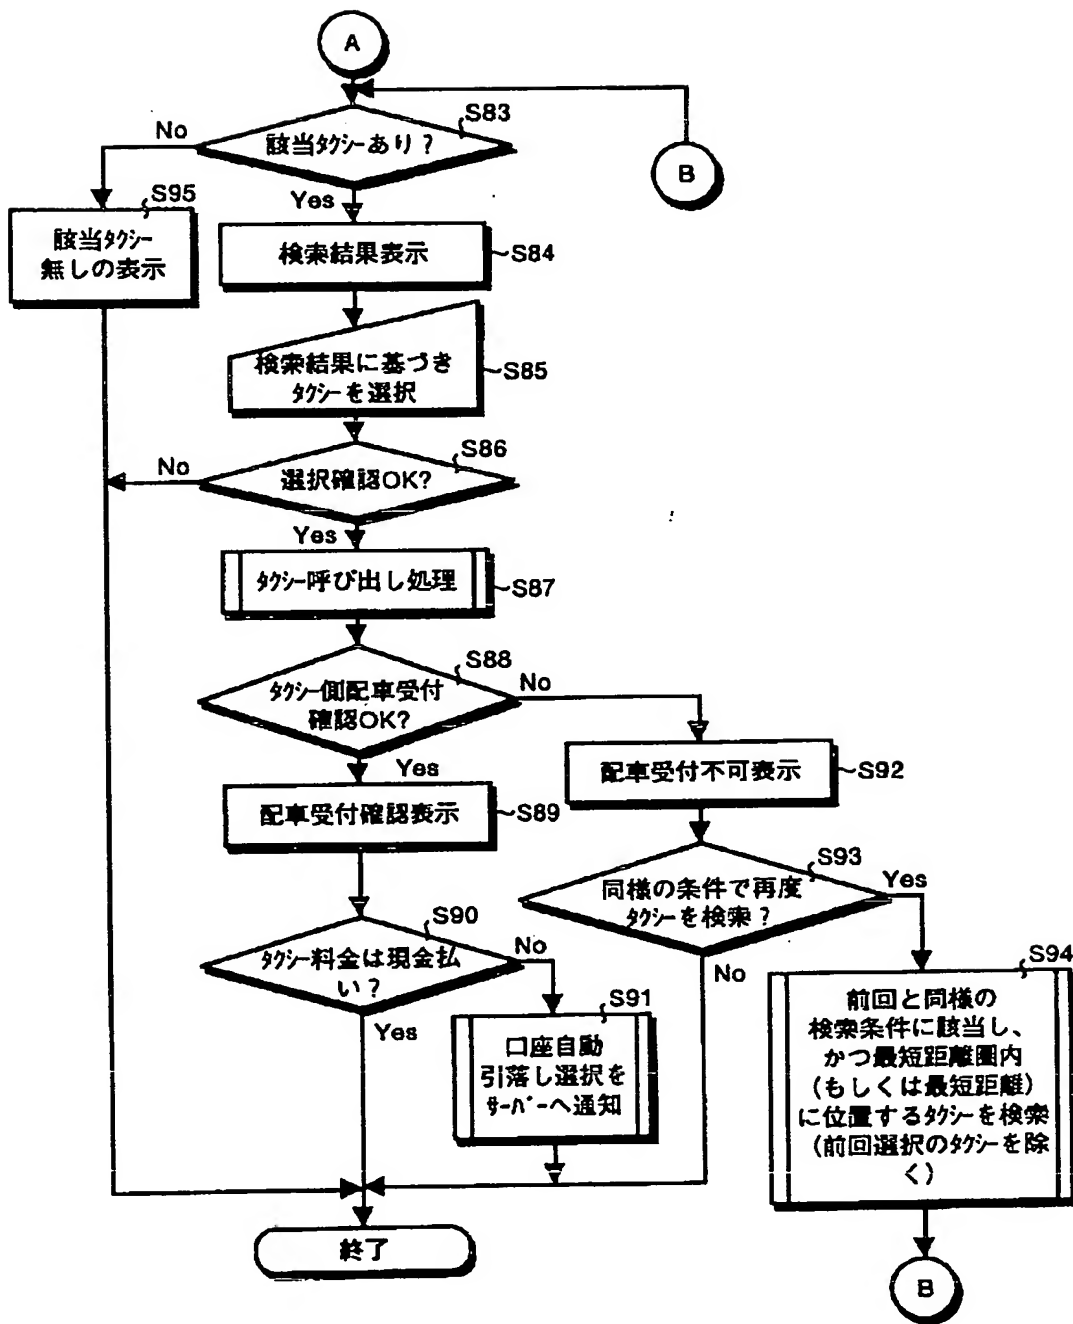 A
S83
No
該当ﾀｸｼｰあり?
B
Yes
S95
該当ﾀｸｼｰ
無しの表示
検索結果表示
S84
検索結果に基づき
ﾀｸｼｰを選択
S85
S86
No
選択確認OK?
Yes
ﾀｸｼｰ呼び出し処理
S87
S88
ﾀｸｼｰ側配車受付
確認OK?
No
Yes
配車受付不可表示
S92
配車受付確認表示
S89
S93
同様の条件で再度
ﾀｸｼｰを検索?
Yes
No
S90
ﾀｸｼｰ料金は現金払
い?
No
Yes
S91
口座自動
引落し選択を
ｻｰﾊﾞｰへ通知
S94
前回と同様の
検索条件に該当し、
かつ最短距離圏内
(もしくは最短距離)
に位置するﾀｸｼｰを検索
(前回選択のﾀｸｼｰを除
く)
終了
B